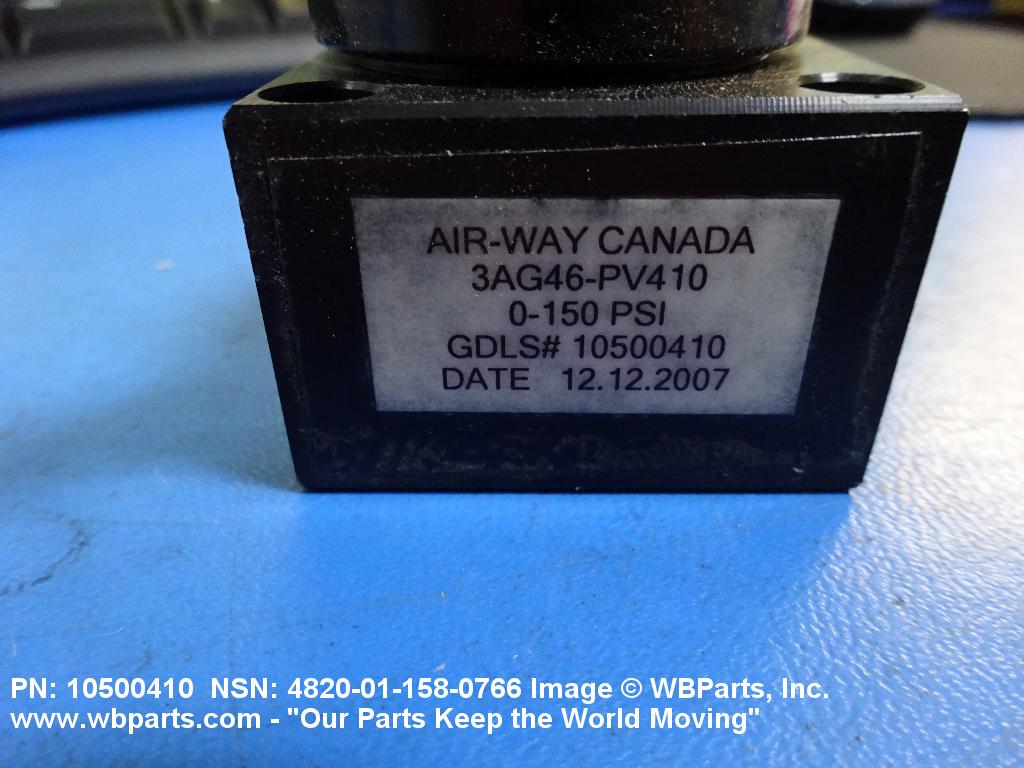 AIR-WAY CANADA
3AG46-PV410
0-150 PSI
GDLS# 10500410
DATE 12.12.2007
PN: 10500410 NSN: 4820-01-158-0766 Image © WBParts, Inc.
www.wbparts.com - "Our Parts Keep the World Moving"